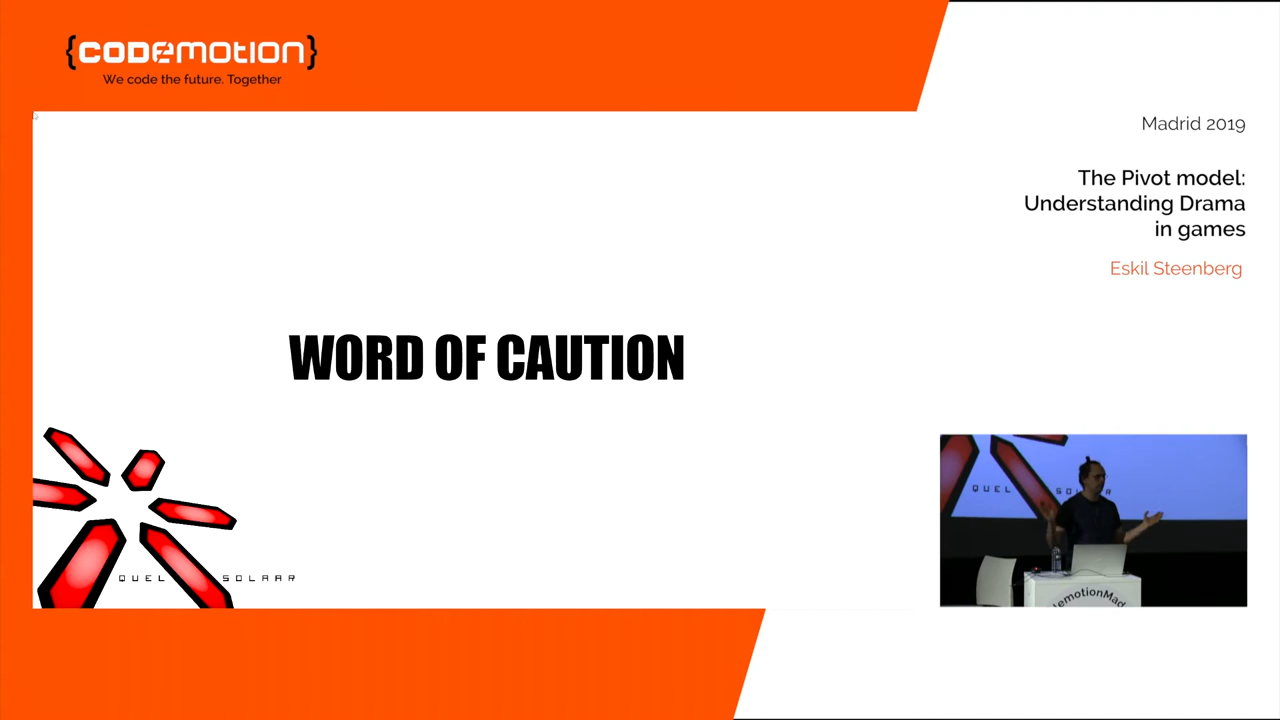 {CODEMOTION}
We code the future. Together
Madrid 2019
The Pivot model:
Understanding Drama
in games
Eskil Steenberg
WORD OF CAUTION
QUEL SOLAAR
QUEL SOLAAR
emotionMad